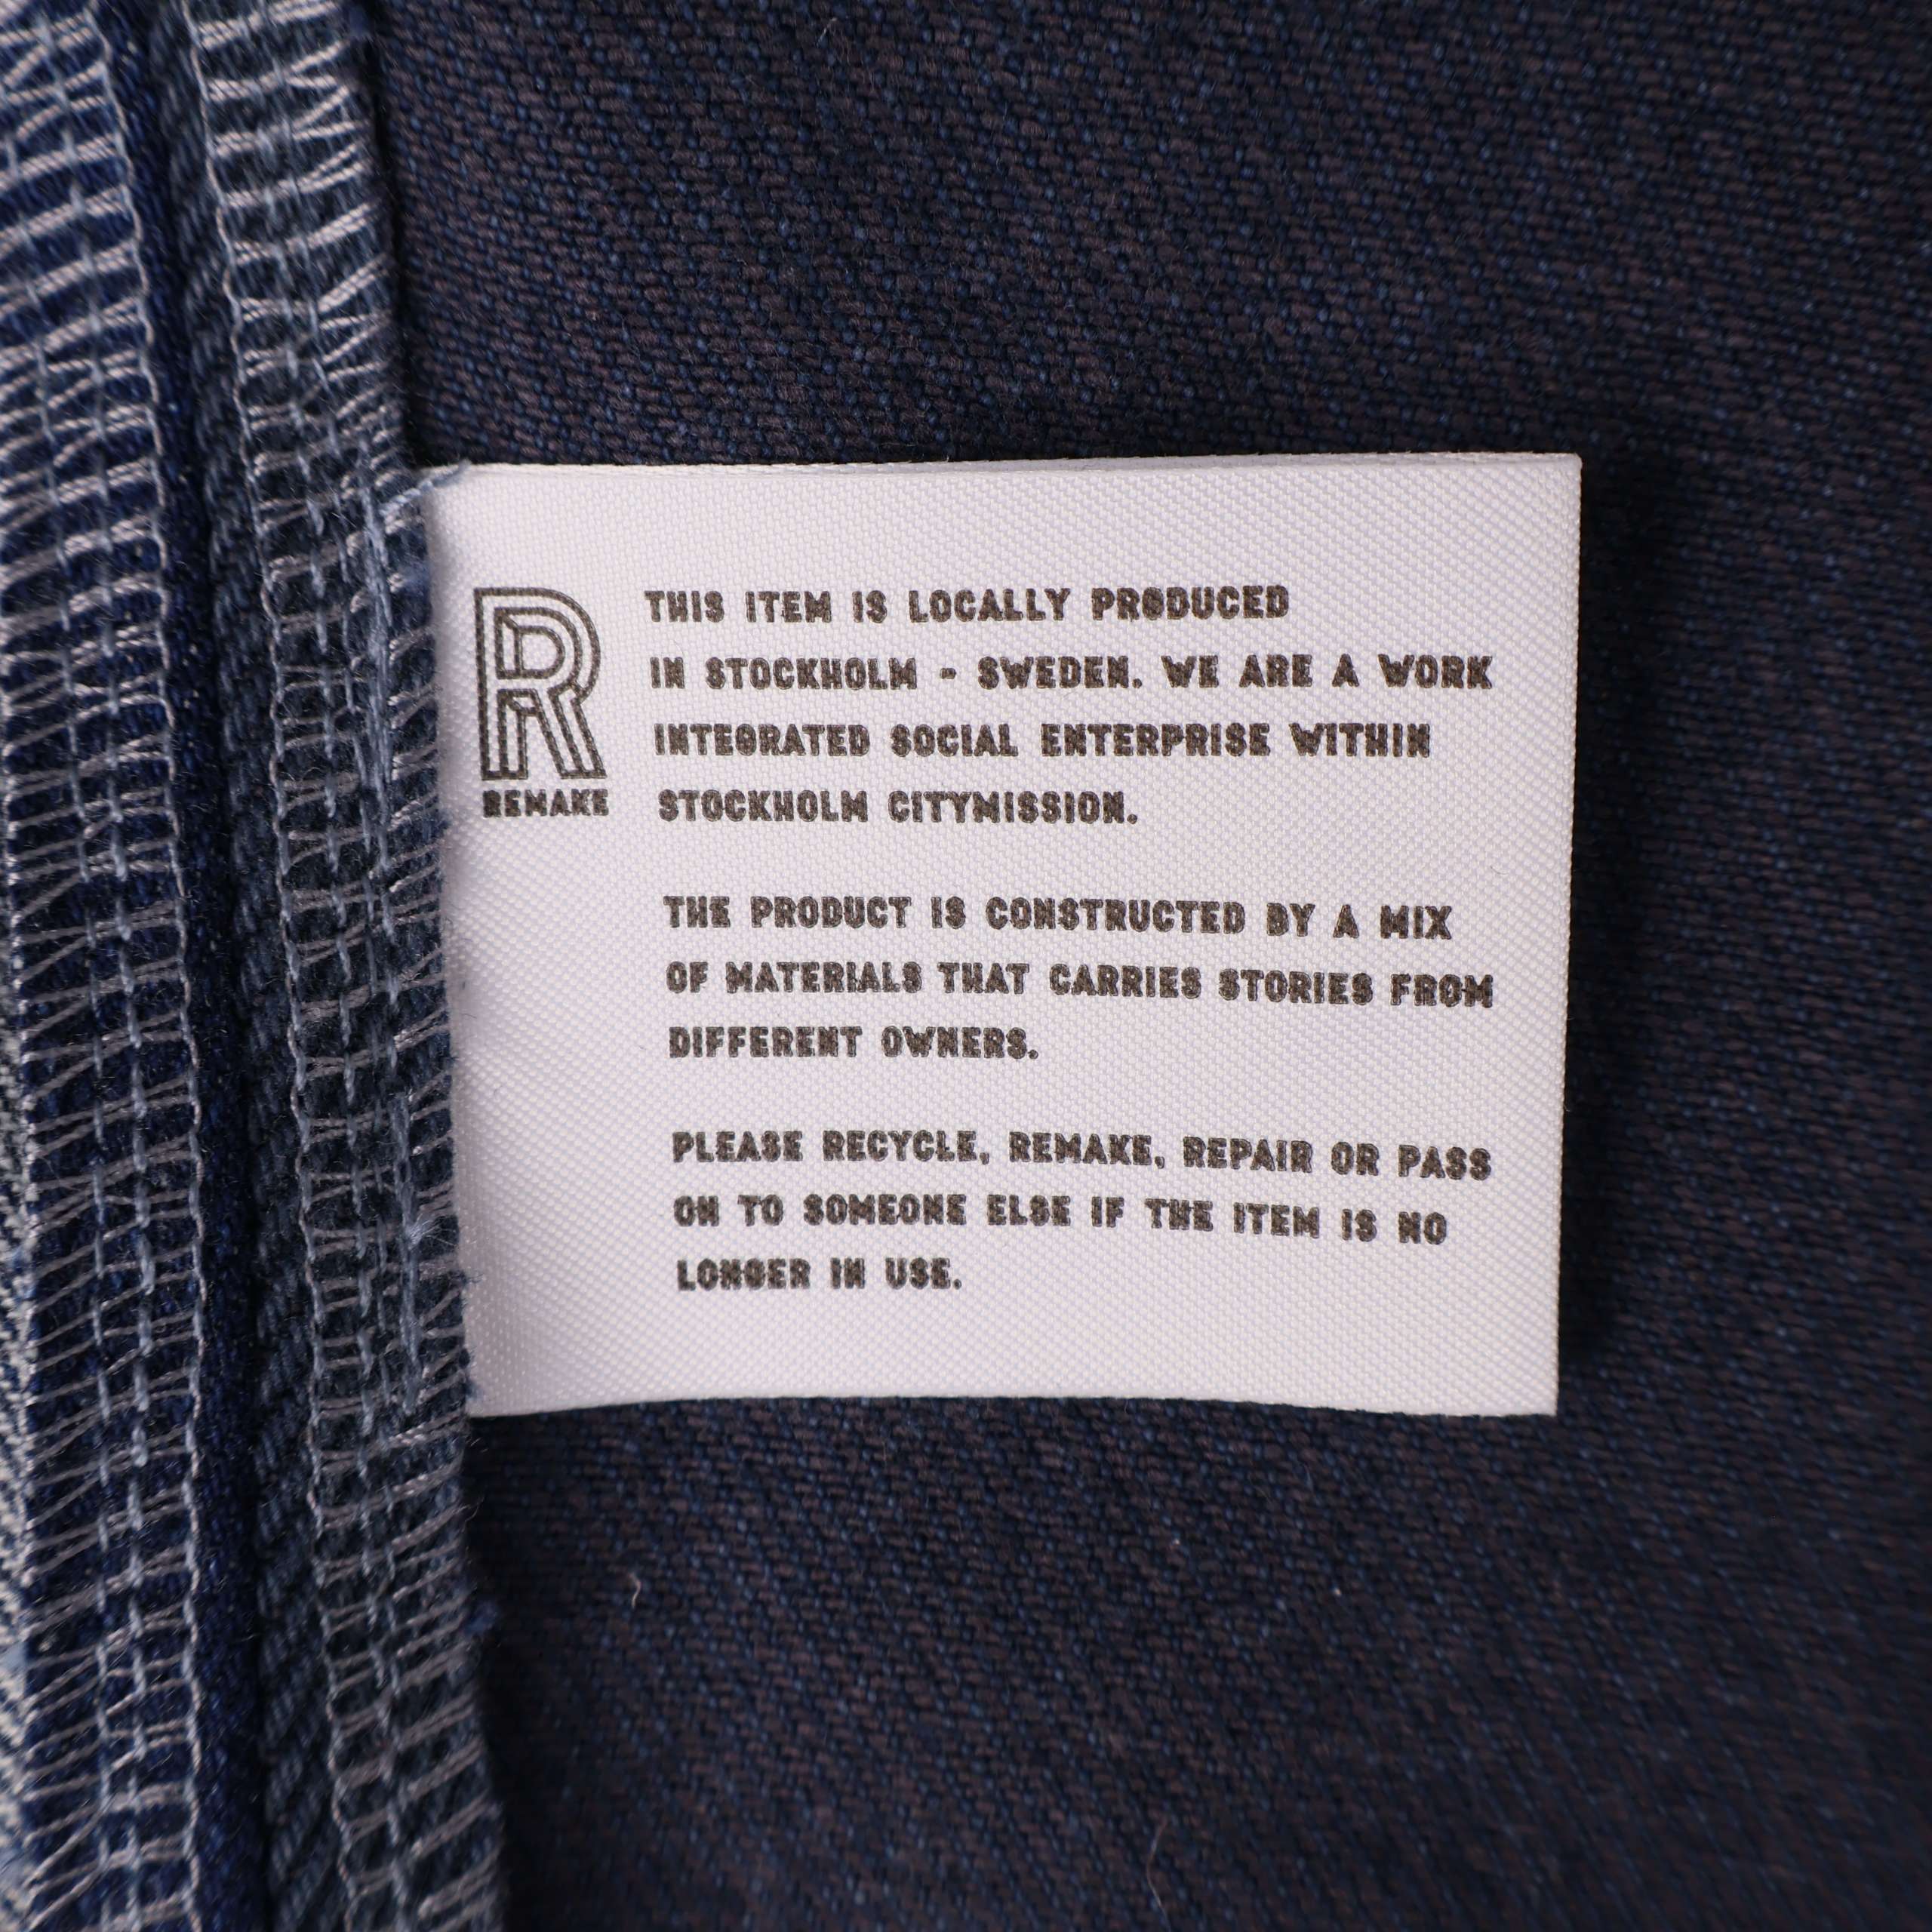 THIS ITEM IS LOCALLY PRODUCED
IN STOCKHOLM - SWEDEN. WE ARE A WORK
INTEGRATED SOCIAL ENTERPRISE WITHIN
STOCKHOLM CITYMISSION.
R
REMAKE
THE PRODUCT IS CONSTRUCTED BY A MIX
OF MATERIALS THAT CARRIES STORIES FROM
DIFFERENT OWNERS.
PLEASE RECYCLE, REMAKE, REPAIR OR PASS
ON TO SOMEONE ELSE IF THE ITEM IS NO
LONGER IN USE.